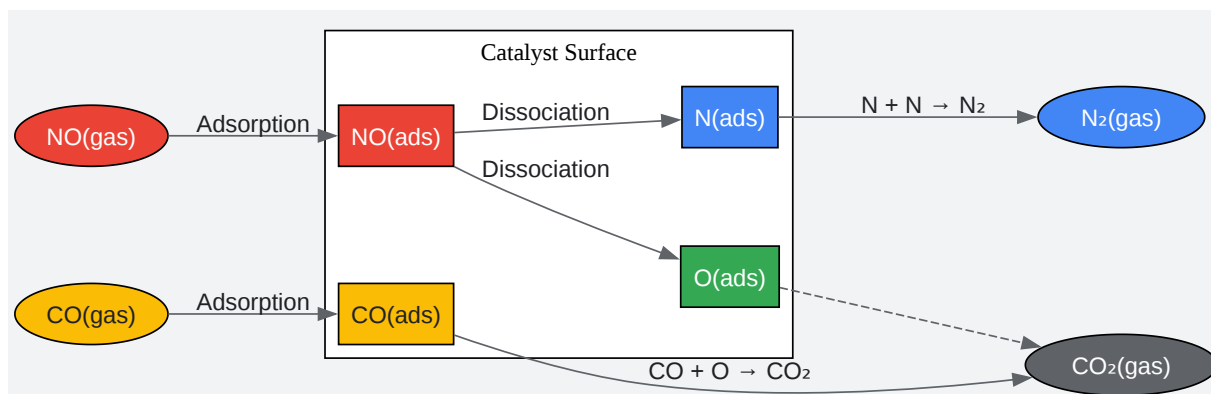 Catalyst Surface
NO(gas)
Adsorption
NO(ads)
Dissociation
N(ads)
N + N → N₂
N₂(gas)
Dissociation
O(ads)
CO(gas)
Adsorption
CO(ads)
CO + O → CO₂
CO₂(gas)